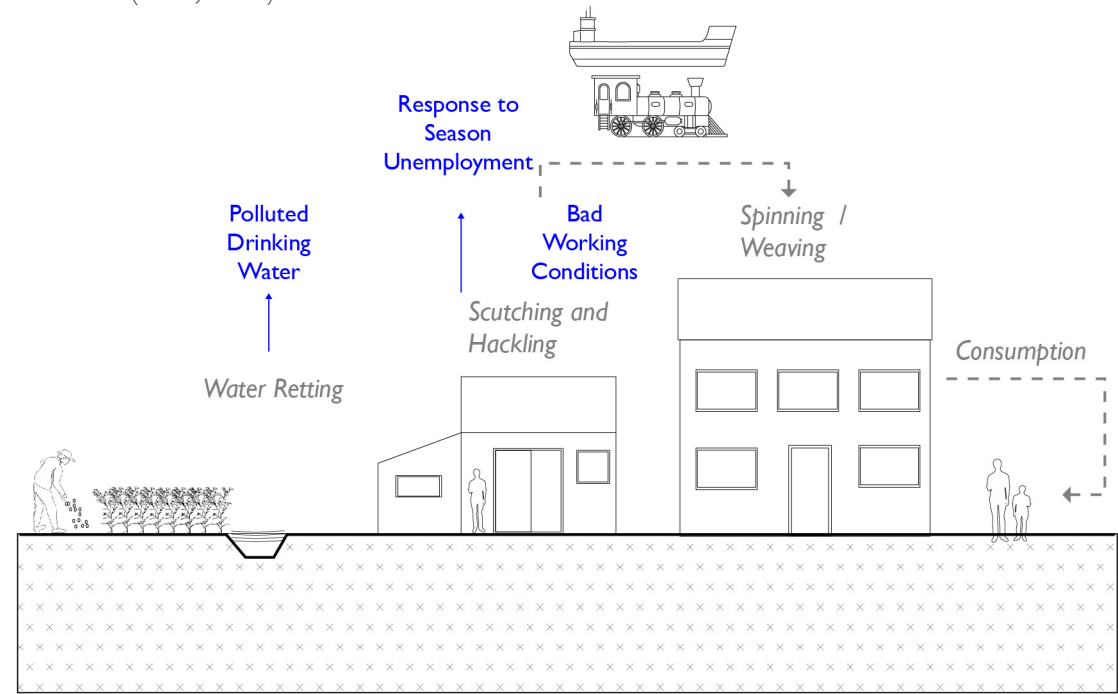 Response to
Season
Unemployment
Polluted
Drinking
Water
Bad
Working
Conditions
Spinning /
Weaving
Scutching and
Hackling
Consumption
Water Retting